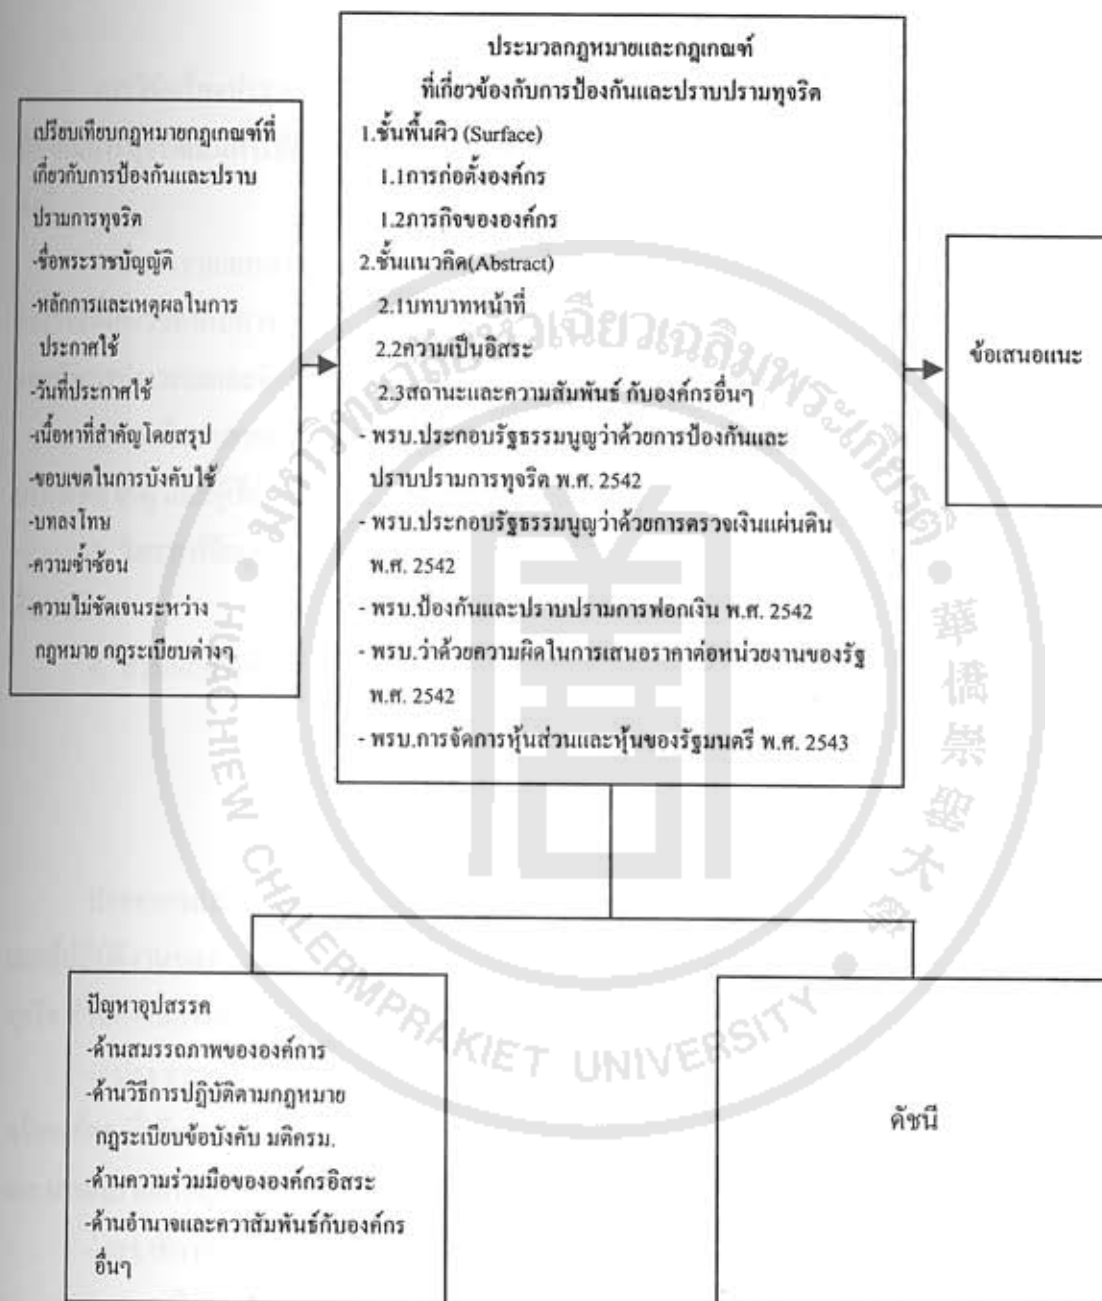 ประมวลกฎหมายและกฎเกณฑ์
ที่เกี่ยวข้องกับการป้องกันและปราบปรามทุจริต
1.ชั้นพื้นผิว (Surface)
1.1การก่อตั้งองค์กร
1.2ภารกิจขององค์กร
2.ชั้นแนวคิด(Abstract)
2.1บทบาทหน้าที่
2.2ความเป็นอิสระ
2.3สถานะและความสัมพันธ์ กับองค์กรอื่นๆ
- พรบ.ประกอบรัฐธรรมนูญว่าด้วยการป้องกันและ
ปราบปรามการทุจริต พ.ศ. 2542
- พรบ.ประกอบรัฐธรรมนูญว่าด้วยการตรวจเงินแผ่นดิน
พ.ศ. 2542
- พรบ.ป้องกันและปราบปรามการฟอกเงิน พ.ศ. 2542
- พรบ.ว่าด้วยความผิดในการเสนอราคาต่อหน่วยงานของรัฐ
พ.ศ. 2542
- พรบ.การจัดการหุ้นส่วนและหุ้นของรัฐมนตรี พ.ศ. 2543
เปรียบเทียบกฎหมายกฎเกณฑ์ที่
เกี่ยวกับการป้องกันและปราบ
ปรามการทุจริต
-ชื่อพระราชบัญญัติ
-หลักการและเหตุผลในการ
ประกาศใช้
-วันที่ประกาศใช้
-เนื้อหาที่สำคัญโดยสรุป
-ขอบเขตในการบังคับใช้
-บทลงโทษ
-ความซ้ำซ้อน
-ความไม่ชัดเจนระหว่าง
กฎหมาย กฎระเบียบต่างๆ
ข้อเสนอแนะ
ปัญหาอุปสรรค
-ด้านสมรรถภาพขององค์การ
-ด้านวิธีการปฏิบัติตามกฎหมาย
กฎระเบียบข้อบังคับ มติครม.
-ด้านความร่วมมือขององค์กรอิสระ
-ด้านอำนาจและควาสัมพันธ์กับองค์กร
อื่นๆ
ดัชนี
มหาวิทยาลัยหัวเฉียวเฉลิมพระเกียรติ
華僑崇聖大學
HUACHIEW CHALERMPRAKIET UNIVERSITY